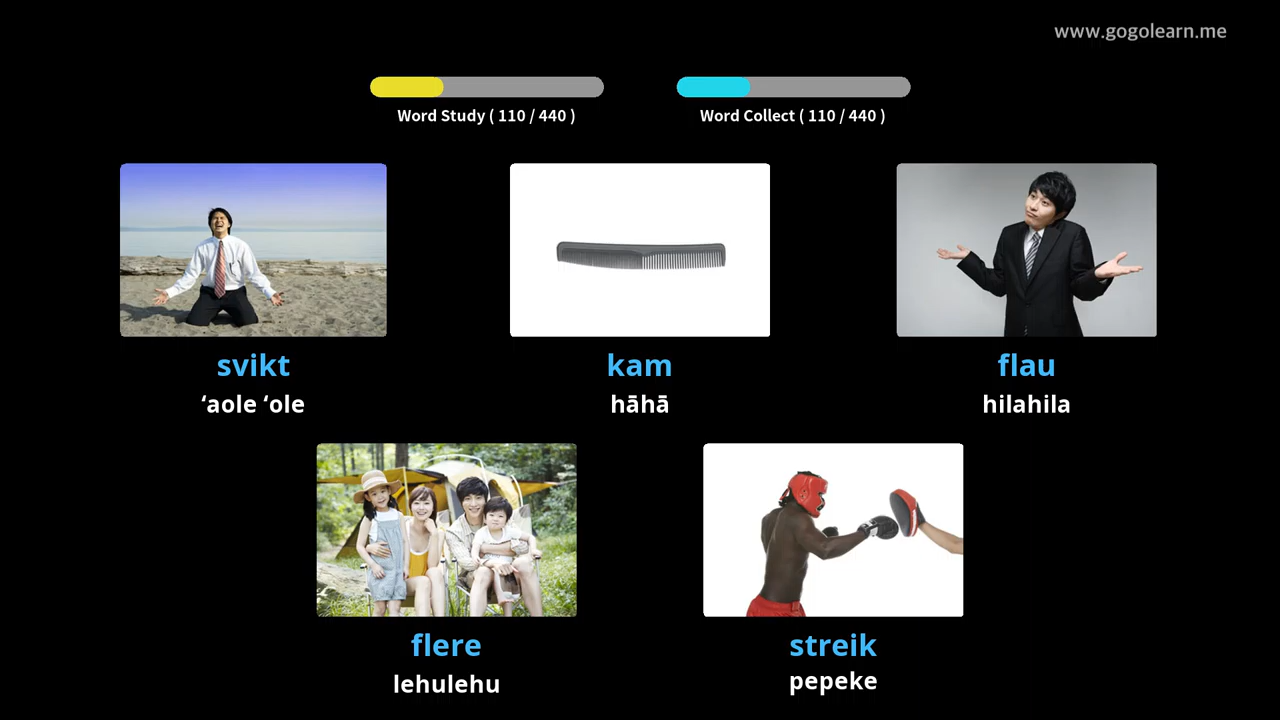 www.gogolearn.me
Word Study ( 110 / 440 )
Word Collect ( 110 / 440 )
svikt
kam
flau
ʻaole ʻole
hāhā
hilahila
flere
streik
lehulehu
pepeke